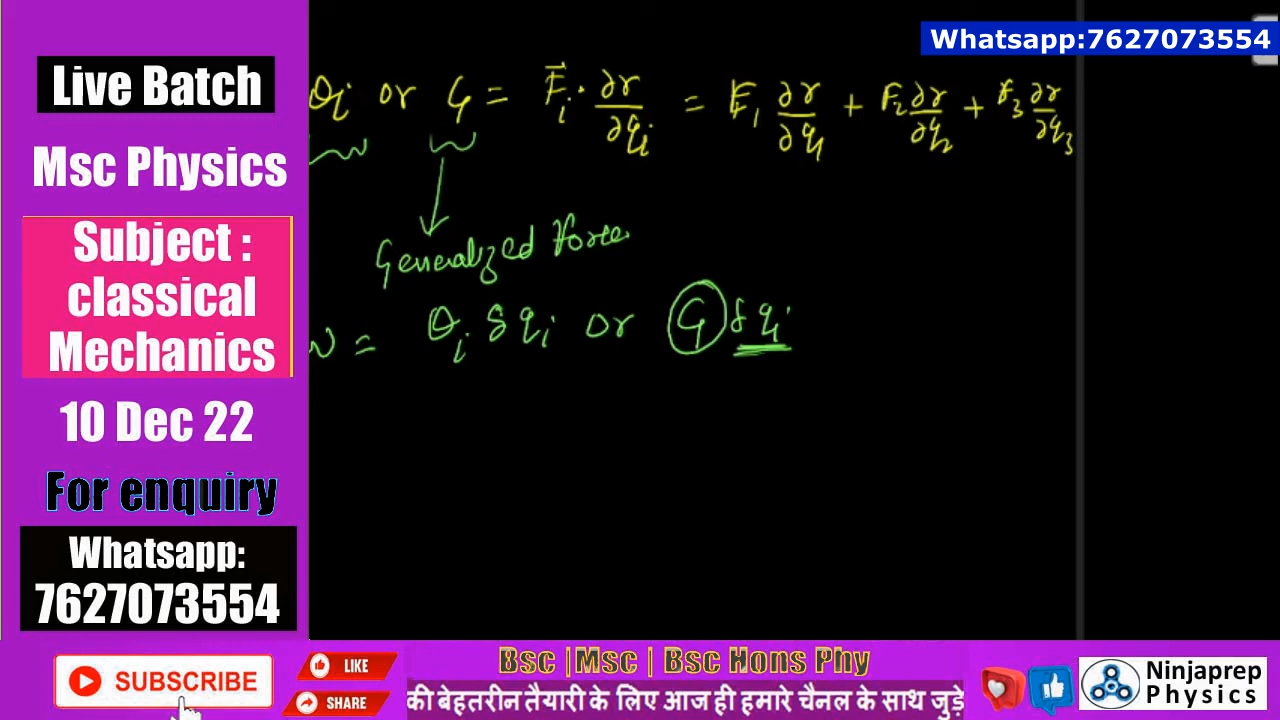 Whatsapp:7627073554
Live Batch
Msc Physics
Subject :
classical
Mechanics
10 Dec 22
For enquiry
Whatsapp:
7627073554
Qi or G = F⃗i · ∂r/∂qi = F1 ∂r/∂q1 + F2 ∂r/∂q2 + F3 ∂r/∂q3
Generalized Force
= Qi δqi or G δqi
SUBSCRIBE
LIKE
SHARE
Bsc |Msc | Bsc Hons Phy
की बेहतरीन तैयारी के लिए आज ही हमारे चैनल के साथ जुड़े
Ninjaprep
Physics